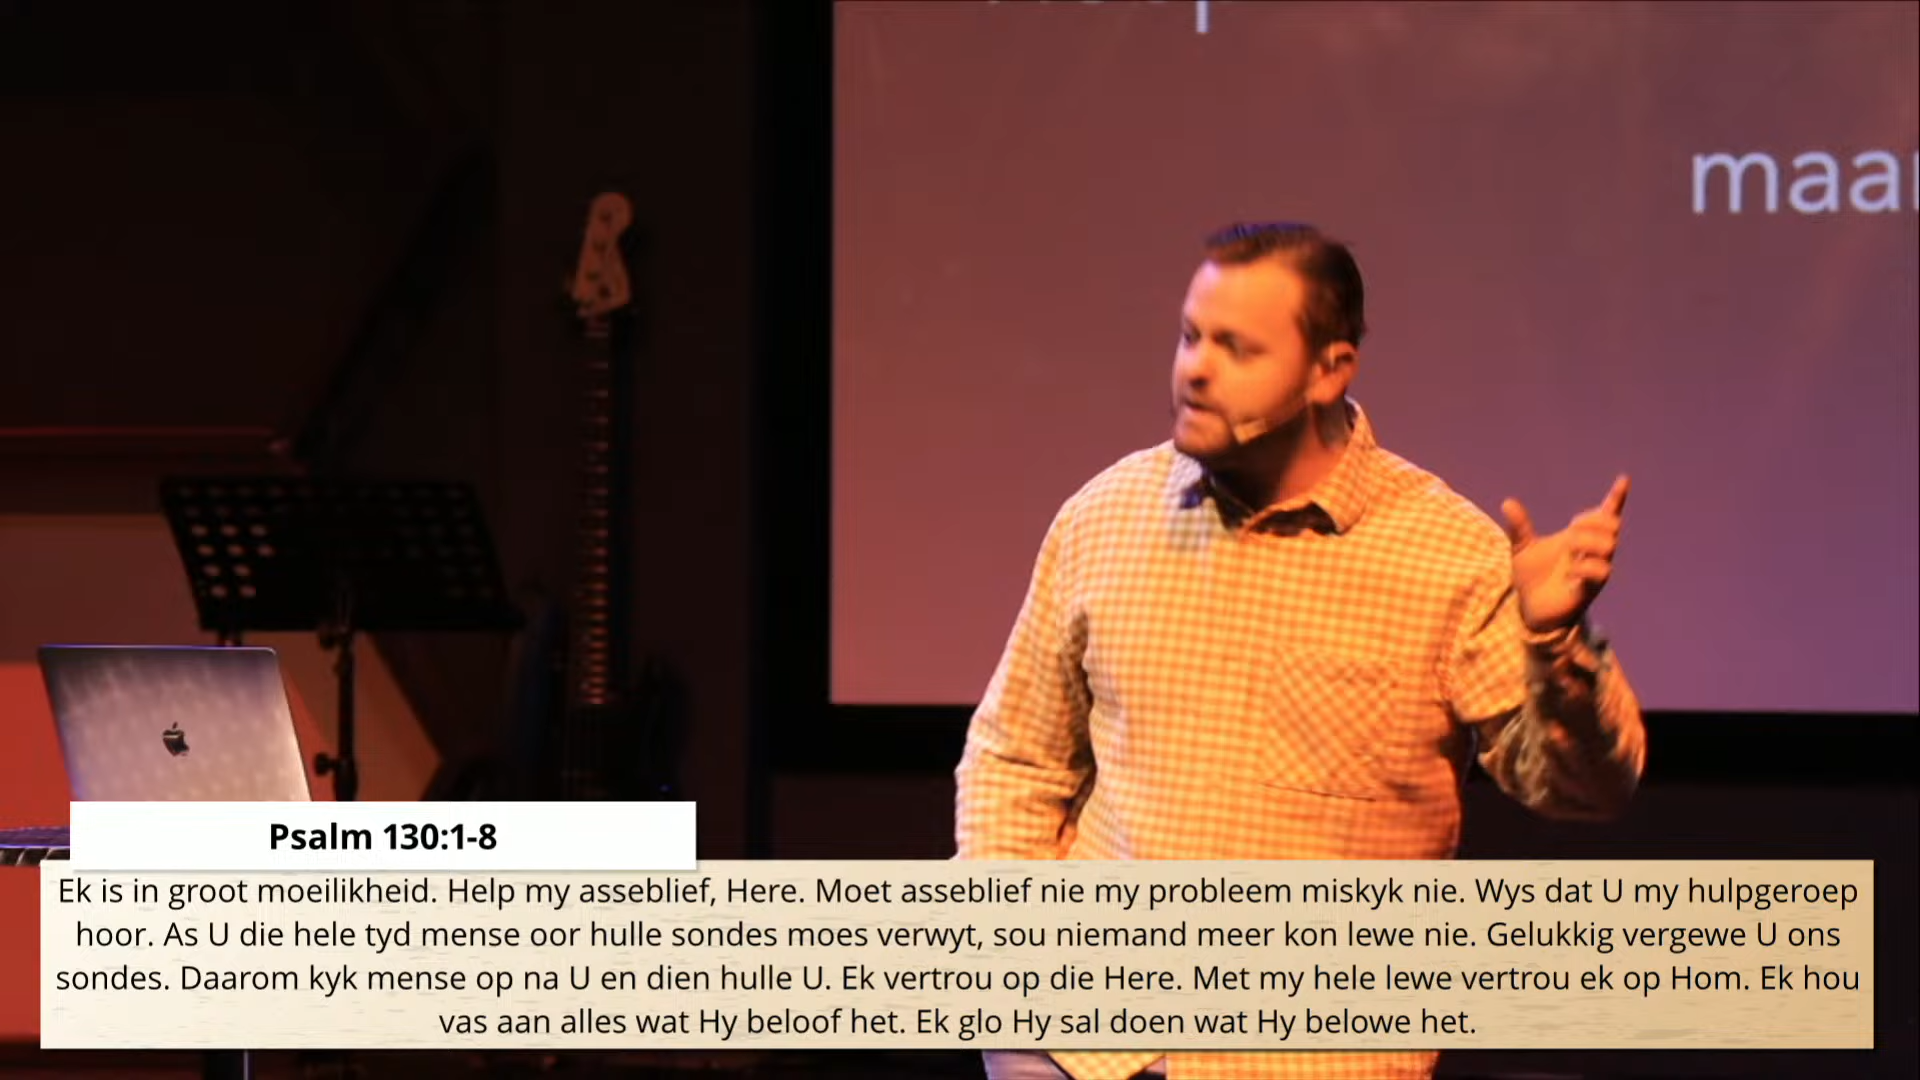 maar
Psalm 130:1-8
Ek is in groot moeilikheid. Help my asseblief, Here. Moet asseblief nie my probleem miskyk nie. Wys dat U my hulpgeroep
hoor. As U die hele tyd mense oor hulle sondes moes verwyt, sou niemand meer kon lewe nie. Gelukkig vergewe U ons
sondes. Daarom kyk mense op na U en dien hulle U. Ek vertrou op die Here. Met my hele lewe vertrou ek op Hom. Ek hou
vas aan alles wat Hy beloof het. Ek glo Hy sal doen wat Hy belowe het.